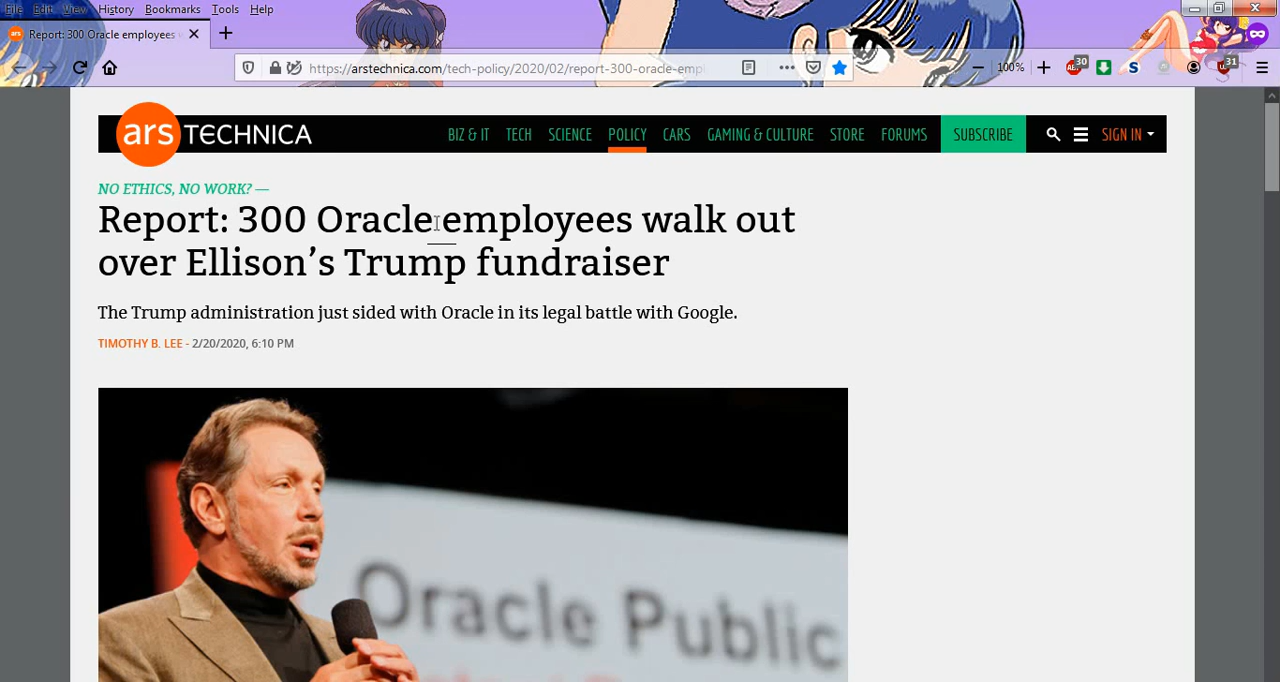 File Edit View History Bookmarks Tools Help
Report: 300 Oracle employees
https://arstechnica.com/tech-policy/2020/02/report-300-oracle-empl
100%
30
S
31
ars TECHNICA
BIZ & IT TECH SCIENCE POLICY CARS GAMING & CULTURE STORE FORUMS SUBSCRIBE SIGN IN
NO ETHICS, NO WORK? —
Report: 300 Oracle employees walk out
over Ellison’s Trump fundraiser
The Trump administration just sided with Oracle in its legal battle with Google.
TIMOTHY B. LEE - 2/20/2020, 6:10 PM
Oracle Public